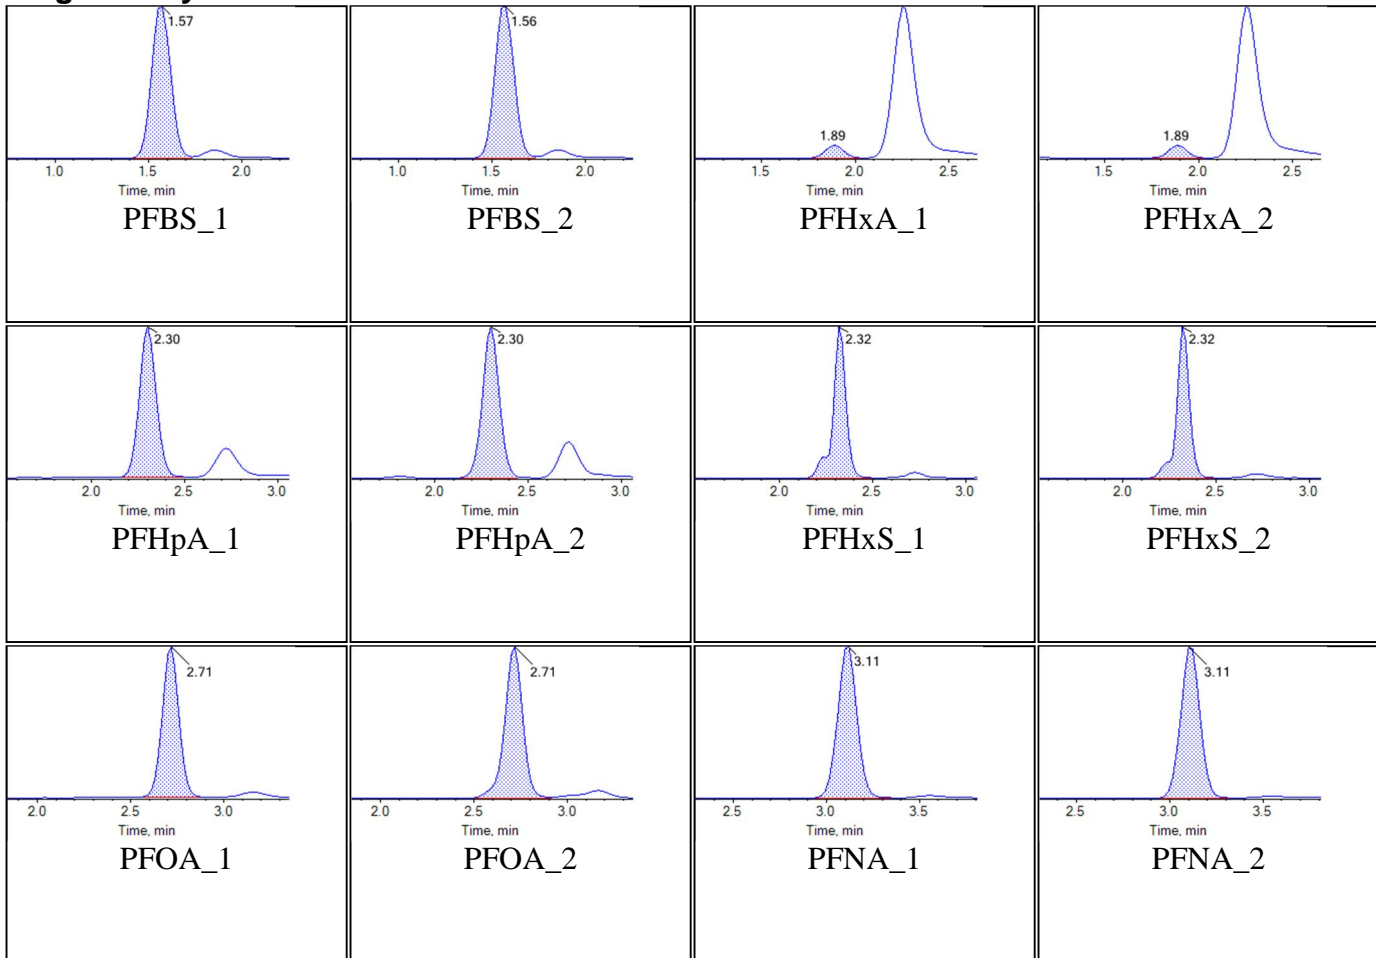 1.57 1.56 1.89 1.89
1.0 1.5 2.0 1.0 1.5 2.0 1.5 2.0 2.5 1.5 2.0 2.5
Time, min Time, min Time, min Time, min
PFBS_1 PFBS_2 PFHxA_1 PFHxA_2
2.30 2.30 2.32 2.32
2.0 2.5 3.0 2.0 2.5 3.0 2.0 2.5 3.0 2.0 2.5 3.0
Time, min Time, min Time, min Time, min
PFHpA_1 PFHpA_2 PFHxS_1 PFHxS_2
2.71 2.71 3.11 3.11
2.0 2.5 3.0 2.0 2.5 3.0 2.5 3.0 3.5 2.5 3.0 3.5
Time, min Time, min Time, min Time, min
PFOA_1 PFOA_2 PFNA_1 PFNA_2